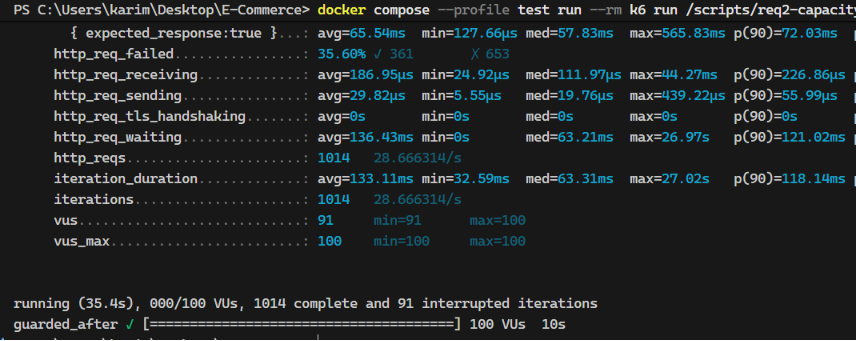 PS C:\Users\karim\Desktop\E-Commerce> docker compose --profile test run --rm k6 run /scripts/req2-capacity
{ expected_response:true }...: avg=65.54ms min=127.66µs med=57.83ms max=565.83ms p(90)=72.03ms p
http_req_failed................: 35.60% ✓ 361 ✗ 653
http_req_receiving.............: avg=186.95µs min=24.92µs med=111.97µs max=44.27ms p(90)=226.86µs p
http_req_sending...............: avg=29.82µs min=5.55µs med=19.76µs max=439.22µs p(90)=55.99µs p
http_req_tls_handshaking.......: avg=0s min=0s med=0s max=0s p(90)=0s p
http_req_waiting...............: avg=136.43ms min=0s med=63.21ms max=26.97s p(90)=121.02ms p
http_reqs......................: 1014 28.666314/s
iteration_duration.............: avg=133.11ms min=32.59ms med=63.31ms max=27.02s p(90)=118.14ms p
iterations.....................: 1014 28.666314/s
vus............................: 91 min=91 max=100
vus_max........................: 100 min=100 max=100
running (35.4s), 000/100 VUs, 1014 complete and 91 interrupted iterations
guarded_after ✓ [======================================] 100 VUs 10s